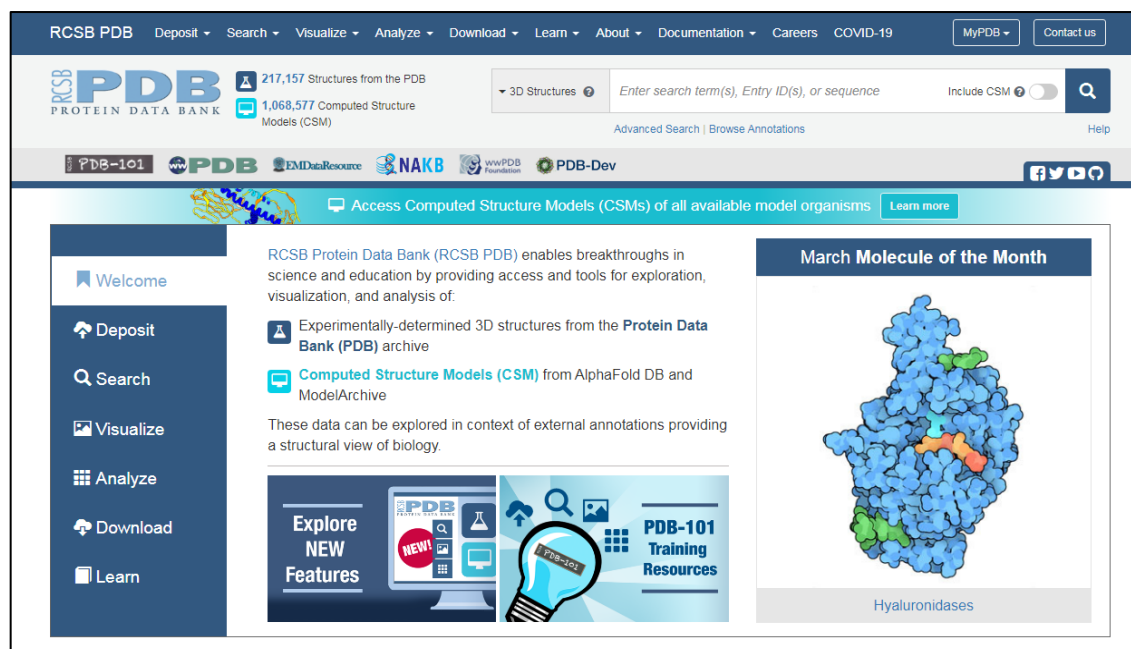 RCSB PDB Deposit Search Visualize Analyze Download Learn About Documentation Careers COVID-19 MyPDB Contact us
RCSB
PDB
PROTEIN DATA BANK
217,157 Structures from the PDB
1,068,577 Computed Structure
Models (CSM)
3D Structures ? Enter search term(s), Entry ID(s), or sequence Include CSM ?
Advanced Search | Browse Annotations
Help
PDB-101 wwPDB EMDataResource NAKB wwPDB Foundation PDB-Dev
Access Computed Structure Models (CSMs) of all available model organisms Learn more
Welcome
Deposit
Search
Visualize
Analyze
Download
Learn
RCSB Protein Data Bank (RCSB PDB) enables breakthroughs in
science and education by providing access and tools for exploration,
visualization, and analysis of:
Experimentally-determined 3D structures from the Protein Data
Bank (PDB) archive
Computed Structure Models (CSM) from AlphaFold DB and
ModelArchive
These data can be explored in context of external annotations providing
a structural view of biology.
Explore
NEW
Features
RCSB
PDB
PROTEIN DATA BANK
NEW!
PDB-101
PDB-101
Training
Resources
March Molecule of the Month
Hyaluronidases